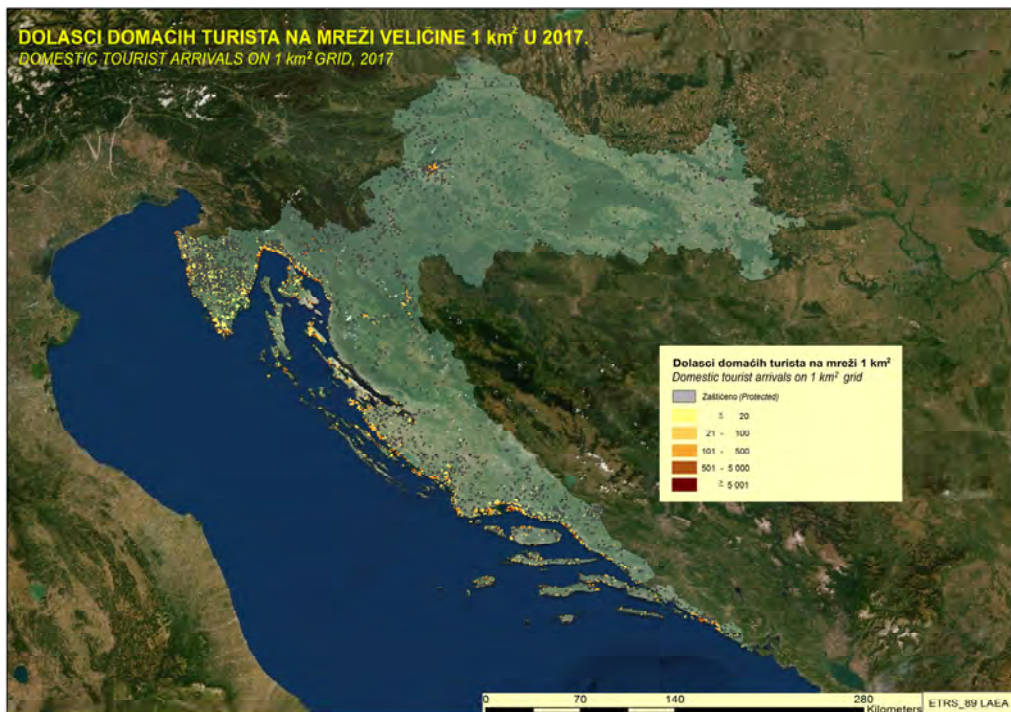 DOLASCI DOMAĆIH TURISTA NA MREŽI VELIČINE 1 km² U 2017.
DOMESTIC TOURIST ARRIVALS ON 1 km² GRID, 2017
Dolasci domaćih turista na mreži 1 km²
Domestic tourist arrivals on 1 km² grid
Zaštićeno (Protected)
≤ 20
21 - 100
101 - 500
501 - 5 000
≥ 5 001
0 70 140 280
Kilometers
ETRS_89 LAEA